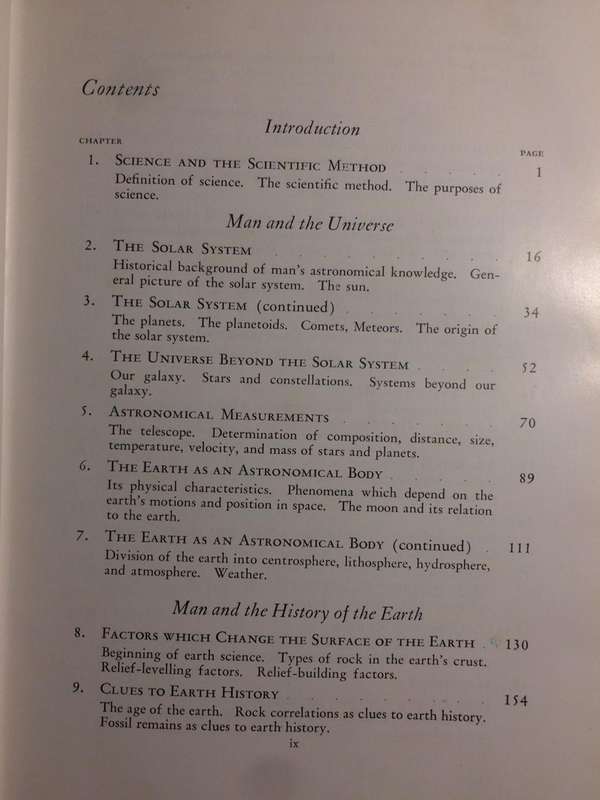 Contents
Introduction
CHAPTER PAGE
1. SCIENCE AND THE SCIENTIFIC METHOD . . . . . 1
Definition of science. The scientific method. The purposes of
science.
Man and the Universe
2. THE SOLAR SYSTEM . . . . . . . . . 16
Historical background of man's astronomical knowledge. Gen-
eral picture of the solar system. The sun.
3. THE SOLAR SYSTEM (continued) . . . . . . 34
The planets. The planetoids. Comets, Meteors. The origin of
the solar system.
4. THE UNIVERSE BEYOND THE SOLAR SYSTEM . . . . 52
Our galaxy. Stars and constellations. Systems beyond our
galaxy.
5. ASTRONOMICAL MEASUREMENTS . . . . . . 70
The telescope. Determination of composition, distance, size,
temperature, velocity, and mass of stars and planets.
6. THE EARTH AS AN ASTRONOMICAL BODY . . . . 89
Its physical characteristics. Phenomena which depend on the
earth's motions and position in space. The moon and its relation
to the earth.
7. THE EARTH AS AN ASTRONOMICAL BODY (continued) . 111
Division of the earth into centrosphere, lithosphere, hydrosphere,
and atmosphere. Weather.
Man and the History of the Earth
8. FACTORS WHICH CHANGE THE SURFACE OF THE EARTH . . 130
Beginning of earth science. Types of rock in the earth's crust.
Relief-levelling factors. Relief-building factors.
9. CLUES TO EARTH HISTORY . . . . . . . . 154
The age of the earth. Rock correlations as clues to earth history.
Fossil remains as clues to earth history.
ix